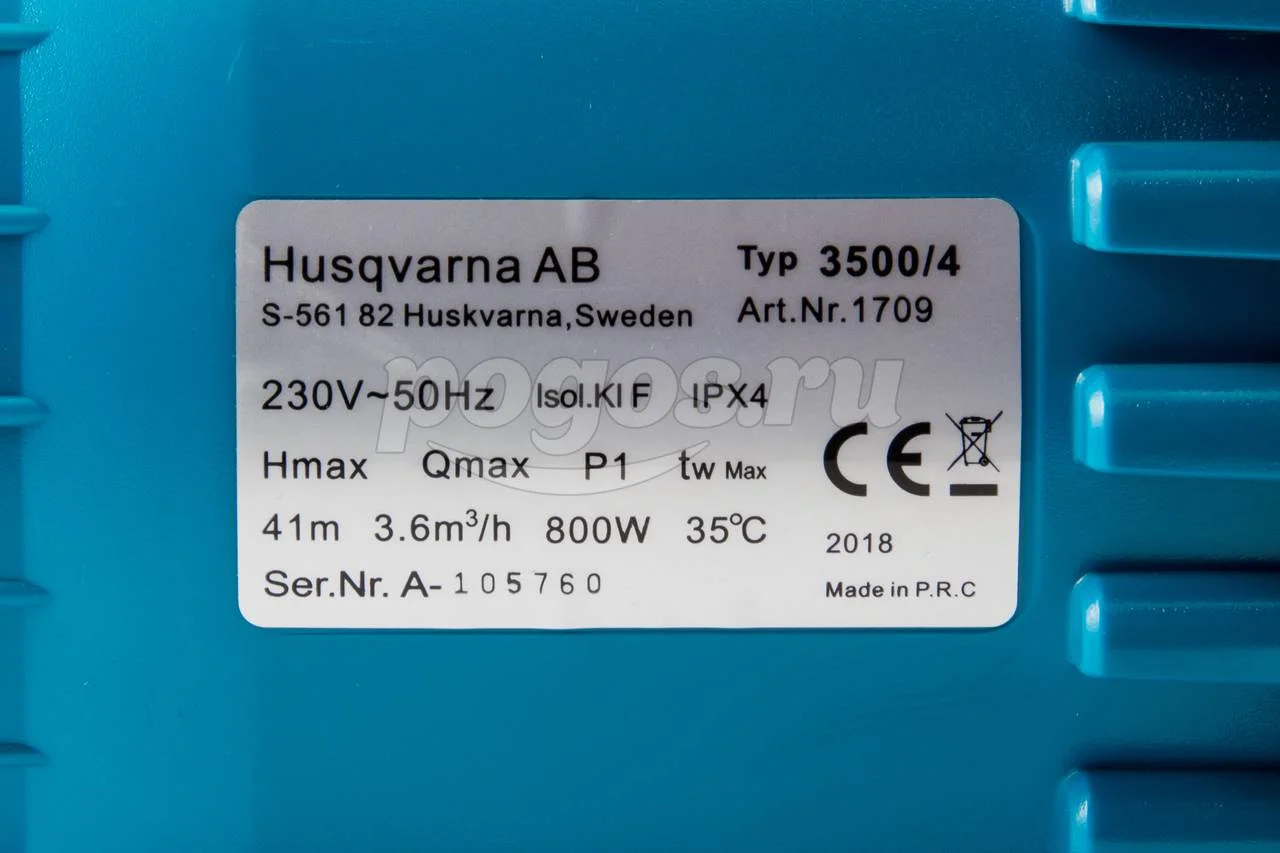 Husqvarna AB
S-561 82 Huskvarna,Sweden
Typ 3500/4
Art.Nr.1709
230V~50Hz Isol.Kl F IPX4
Hmax Qmax P1 tw Max
41m 3.6m³/h 800W 35°C
Ser.Nr. A-105760
CE
2018
Made in P.R.C
pogos.ru